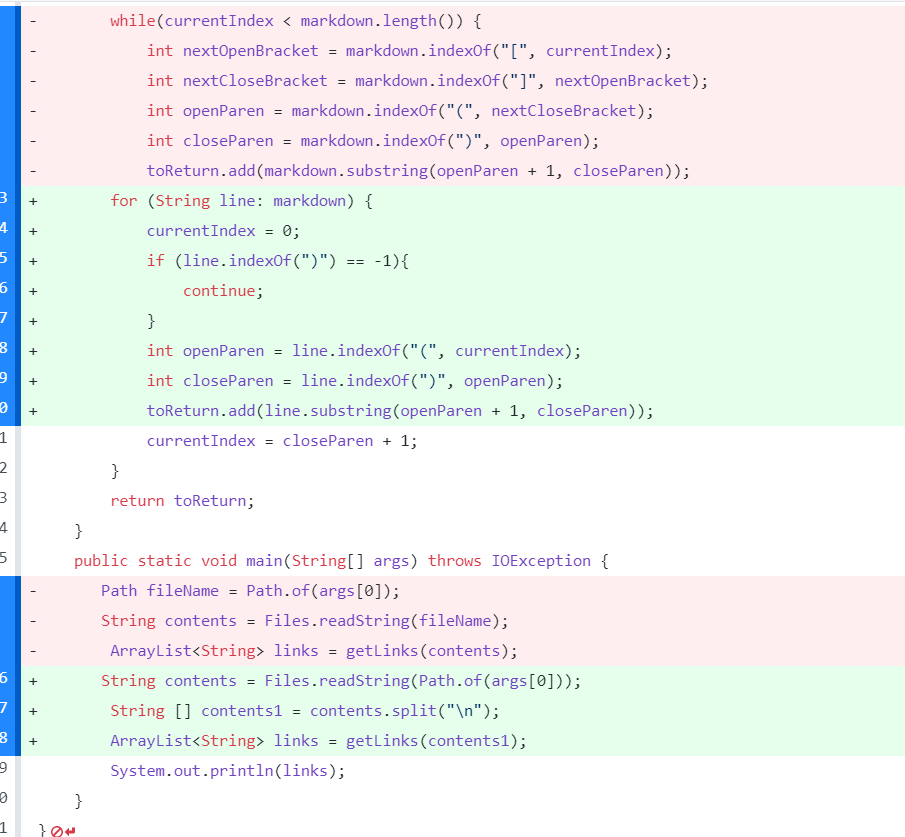 -        while(currentIndex < markdown.length()) {
-            int nextOpenBracket = markdown.indexOf("[", currentIndex);
-            int nextCloseBracket = markdown.indexOf("]", nextOpenBracket);
-            int openParen = markdown.indexOf("(", nextCloseBracket);
-            int closeParen = markdown.indexOf(")", openParen);
-            toReturn.add(markdown.substring(openParen + 1, closeParen));
3 +        for (String line: markdown) {
4 +            currentIndex = 0;
5 +            if (line.indexOf(")") == -1){
6 +                continue;
7 +            }
8 +            int openParen = line.indexOf("(", currentIndex);
9 +            int closeParen = line.indexOf(")", openParen);
0 +            toReturn.add(line.substring(openParen + 1, closeParen));
1              currentIndex = closeParen + 1;
2          }
3          return toReturn;
4      }
5      public static void main(String[] args) throws IOException {
-       Path fileName = Path.of(args[0]);
-       String contents = Files.readString(fileName);
-        ArrayList<String> links = getLinks(contents);
6 +       String contents = Files.readString(Path.of(args[0]));
7 +        String [] contents1 = contents.split("\n");
8 +        ArrayList<String> links = getLinks(contents1);
9          System.out.println(links);
0      }
1  }